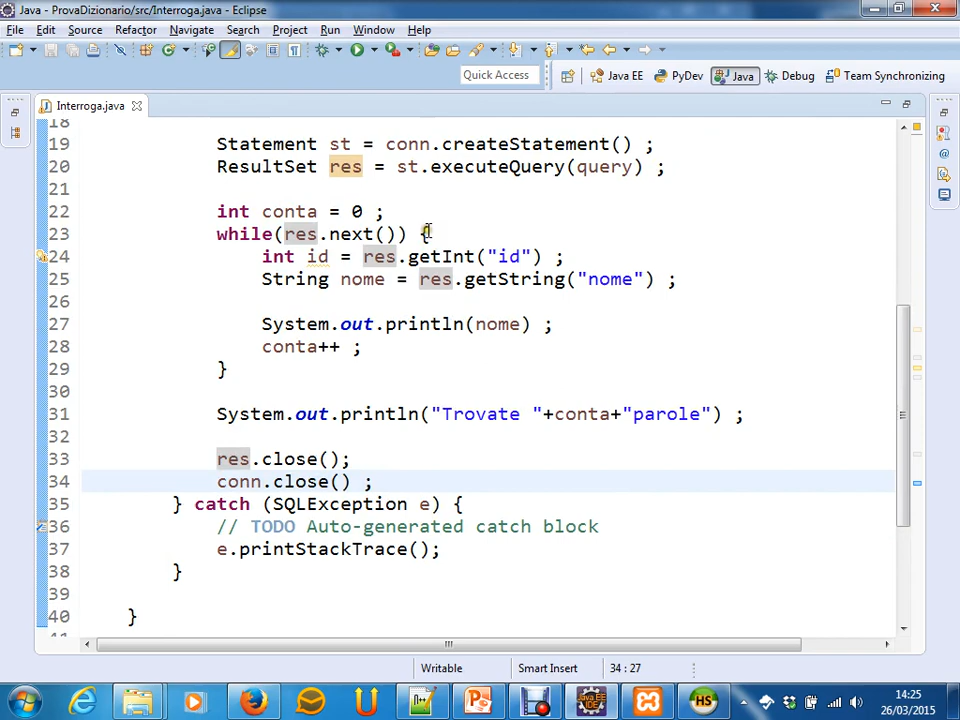 Java - ProvaDizionario/src/Interroga.java - Eclipse
File Edit Source Refactor Navigate Search Project Run Window Help
Quick Access Java EE PyDev Java Debug Team Synchronizing
Interroga.java
18
19 Statement st = conn.createStatement() ;
20 ResultSet res = st.executeQuery(query) ;
21
22 int conta = 0 ;
23 while(res.next()) {
24 int id = res.getInt("id") ;
25 String nome = res.getString("nome") ;
26
27 System.out.println(nome) ;
28 conta++ ;
29 }
30
31 System.out.println("Trovate "+conta+"parole") ;
32
33 res.close();
34 conn.close() ;
35 } catch (SQLException e) {
36 // TODO Auto-generated catch block
37 e.printStackTrace();
38 }
39
40 }
41
Writable Smart Insert 34 : 27
14:25
26/03/2015